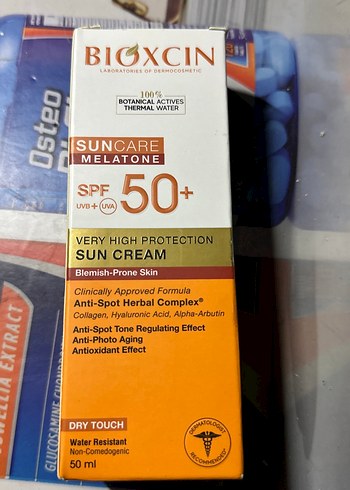 BIOXCIN
LABORATORIES OF DERMOCOSMETIC
100%
BOTANICAL ACTIVES
THERMAL WATER
SUNCARE
MELATONE
SPF 50+
UVB + UVA
VERY HIGH PROTECTION
SUN CREAM
Blemish-Prone Skin
Clinically Approved Formula
Anti-Spot Herbal Complex®
Collagen, Hyaluronic Acid, Alpha-Arbutin
Anti-Spot Tone Regulating Effect
Anti-Photo Aging
Antioxidant Effect
DRY TOUCH
Water Resistant
Non-Comedogenic
50 ml
DERMATOLOGIST
RECOMMENDED
Osteo
EXTRACT
GLUCOSAMINE